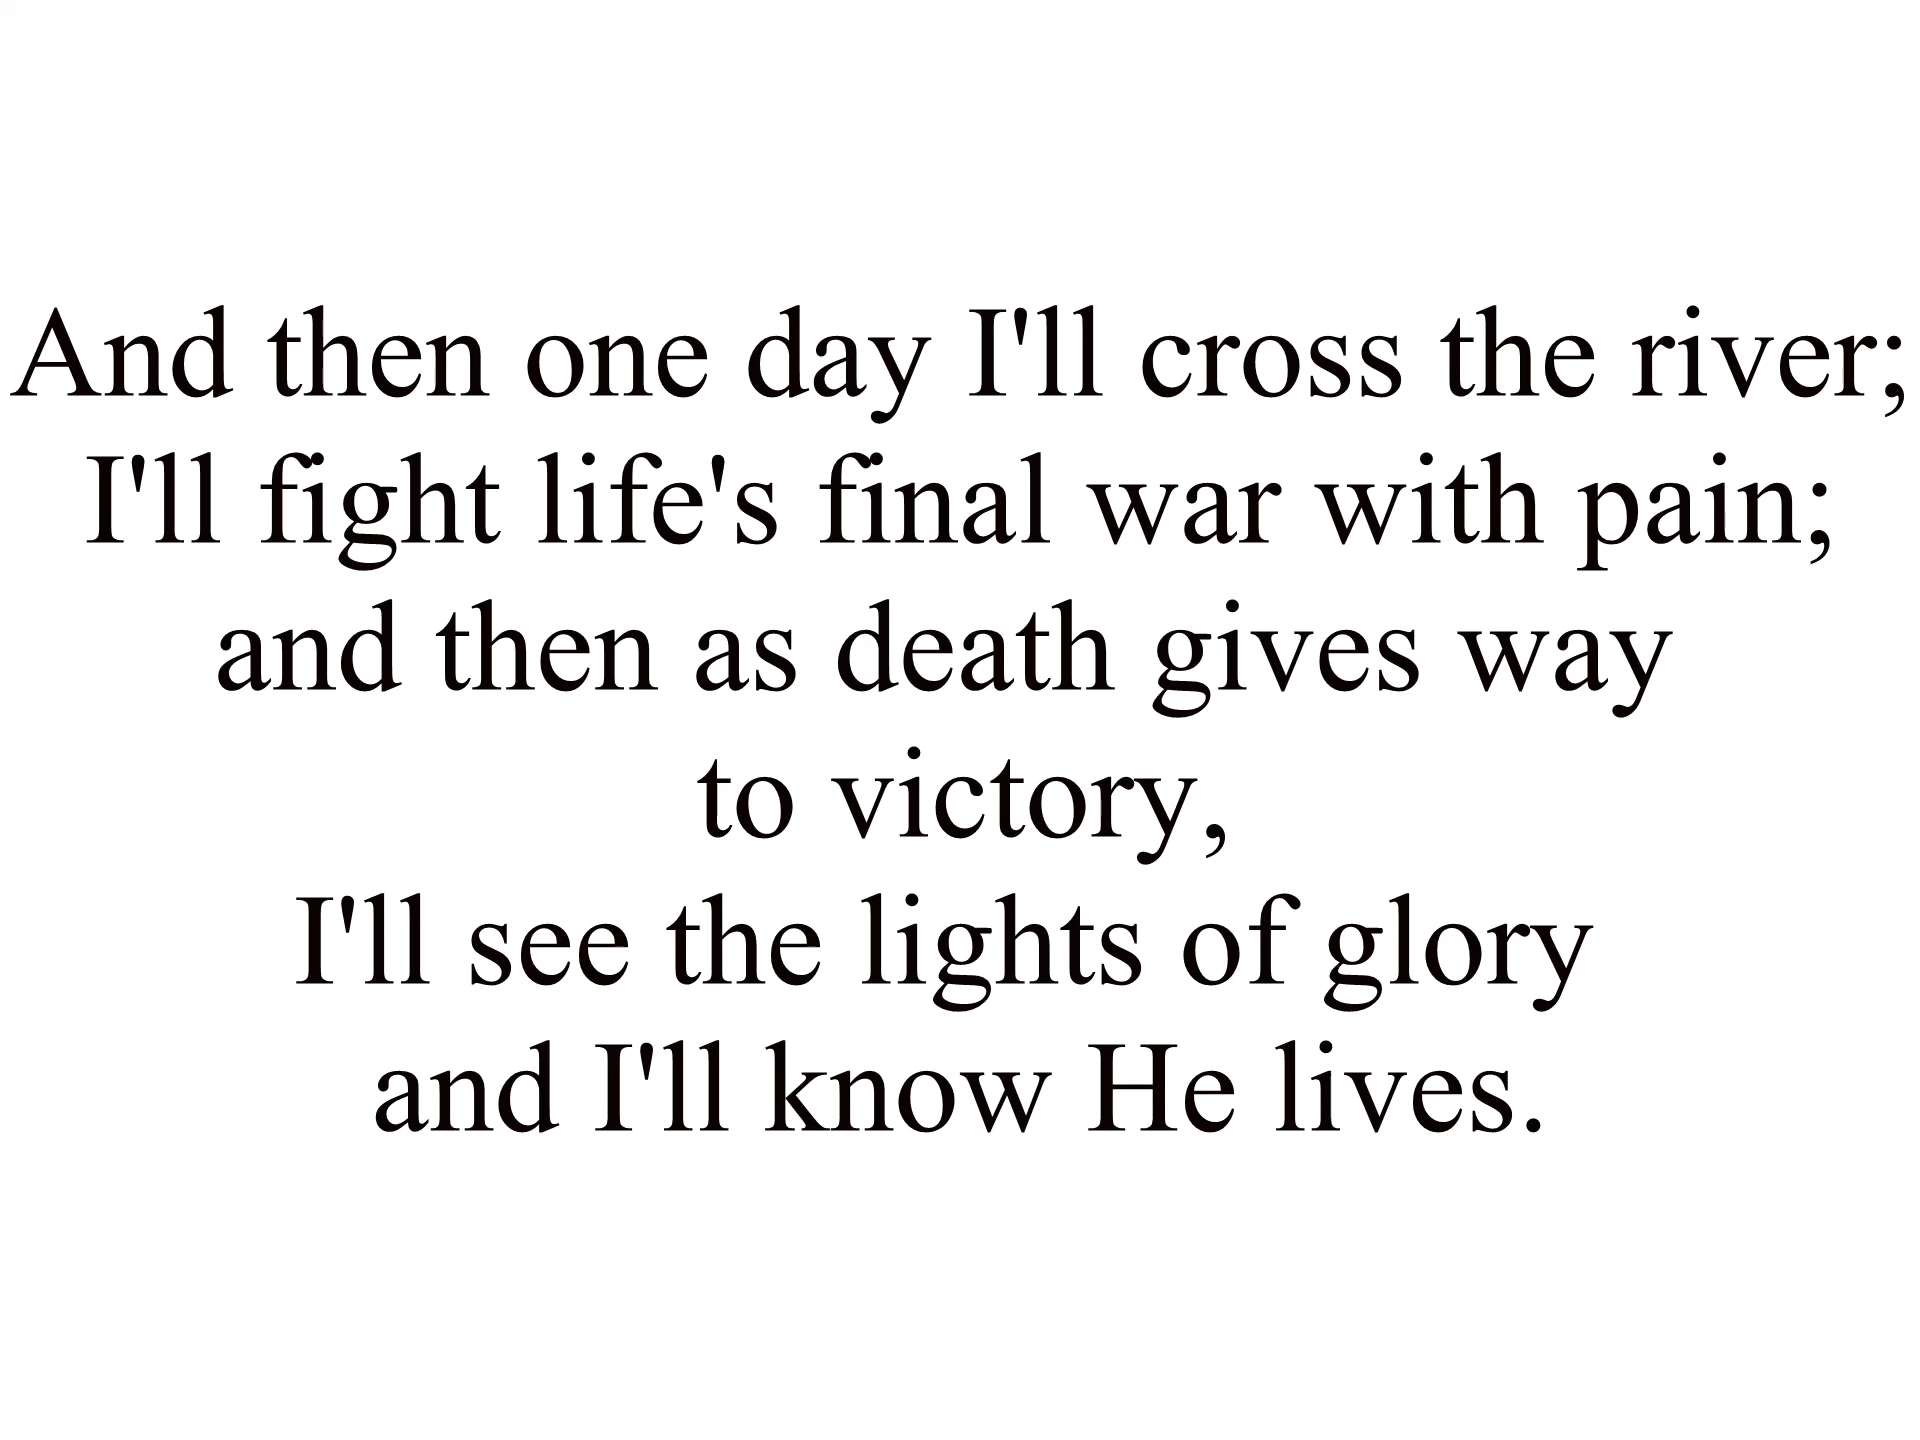 And then one day I'll cross the river;
I'll fight life's final war with pain;
and then as death gives way
to victory,
I'll see the lights of glory
and I'll know He lives.